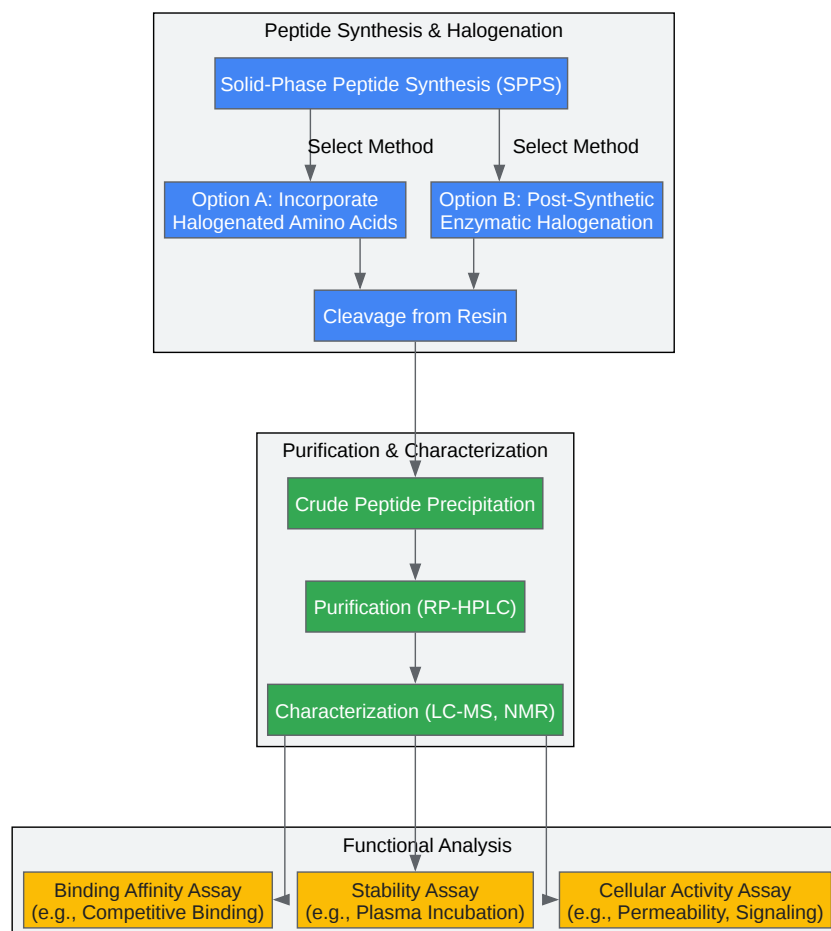 Peptide Synthesis & Halogenation
Solid-Phase Peptide Synthesis (SPPS)
Select Method
Select Method
Option A: Incorporate
Halogenated Amino Acids
Option B: Post-Synthetic
Enzymatic Halogenation
Cleavage from Resin
Purification & Characterization
Crude Peptide Precipitation
Purification (RP-HPLC)
Characterization (LC-MS, NMR)
Functional Analysis
Binding Affinity Assay
(e.g., Competitive Binding)
Stability Assay
(e.g., Plasma Incubation)
Cellular Activity Assay
(e.g., Permeability, Signaling)